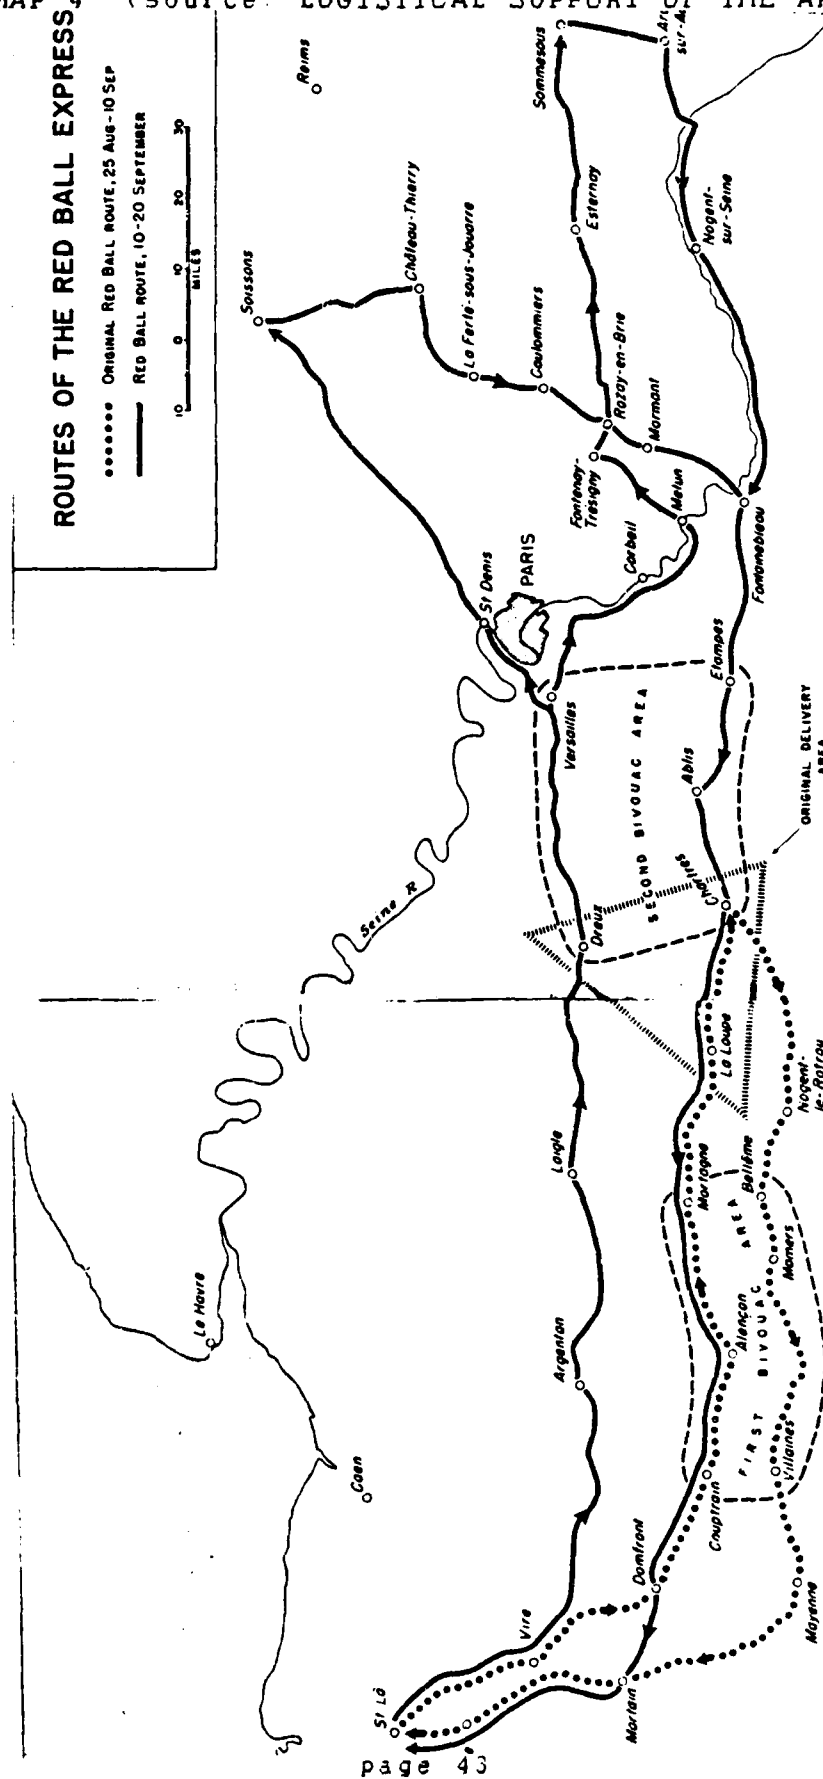 MAP 4 (source: LOGISTICAL SUPPORT OF THE AR
ROUTES OF THE RED BALL EXPRESS
ORIGINAL RED BALL ROUTE, 25 AUG-10 SEP
RED BALL ROUTE, 10-20 SEPTEMBER
10 0 10 20 30
MILES
Reims
Soissons
Château-Thierry
La Ferté-sous-Jouarre
Coulommiers
Rozay-en-Brie
Mormant
Esternay
Sommesous
sur-Au
Nogent-
sur-Seine
Fontenay-
Trésigny
Melun
Corbeil
Fontainebleau
St Denis
PARIS
Versailles
Etampes
Ablis
SECOND BIVOUAC AREA
ORIGINAL DELIVERY
AREA
Chartres
Dreux
Seine R
La Loupe
Nogent-
le-Rotrou
Laigle
Mortagne
Bellême
Mamers
Le Havre
Argentan
Alençon
FIRST BIVOUAC AREA
Villaines
Couptrain
Caen
Domfront
Mayenne
Vire
Mortain
St Lô
page 43